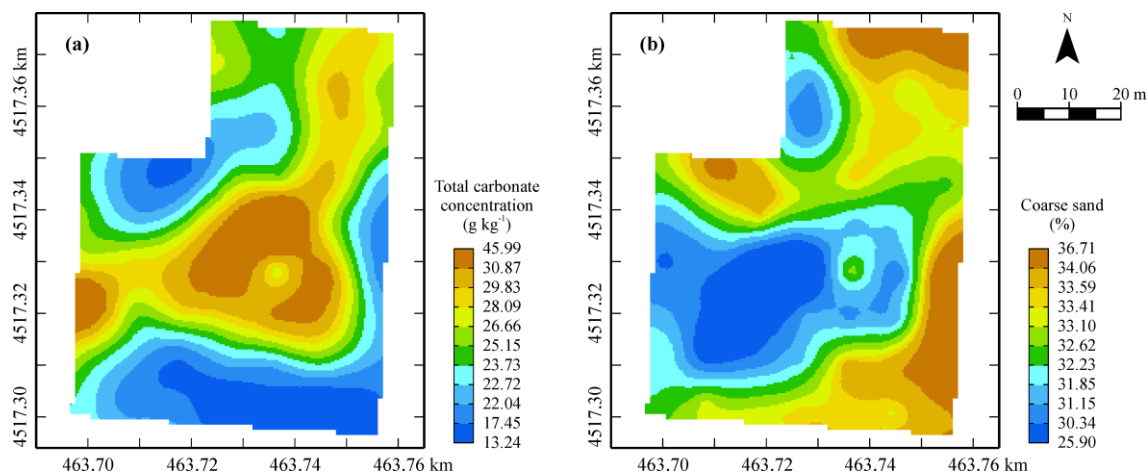 (a)
4517.36 km
4517.34
4517.32
4517.30
463.70
463.72
463.74
463.76 km
Total carbonate
concentration
(g kg-1)
45.99
30.87
29.83
28.09
26.66
25.15
23.73
22.72
22.04
17.45
13.24
(b)
4517.36 km
4517.34
4517.32
4517.30
463.70
463.72
463.74
463.76 km
N
0 10 20 m
Coarse sand
(%)
36.71
34.06
33.41
33.10
32.62
32.23
31.85
31.15
30.34
25.90